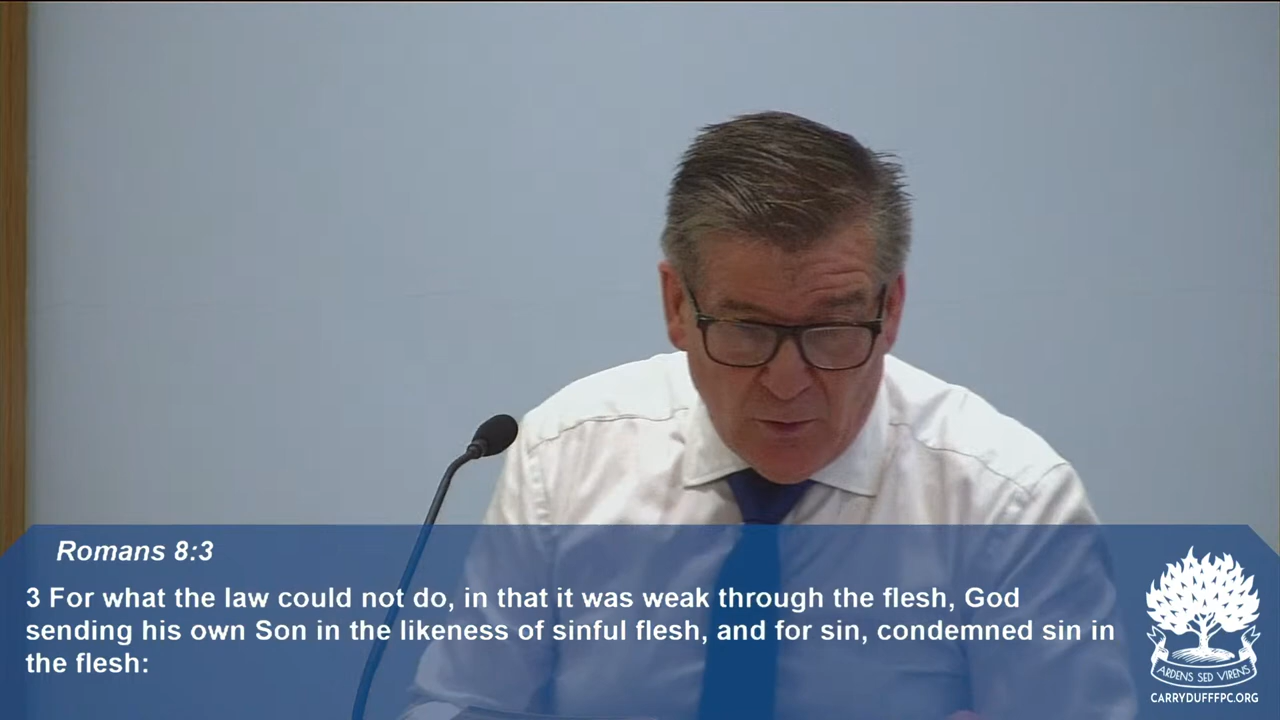 Romans 8:3
3 For what the law could not do, in that it was weak through the flesh, God
sending his own Son in the likeness of sinful flesh, and for sin, condemned sin in
the flesh:
ARDENS SED VIRENS
CARRYDUFFFPC.ORG